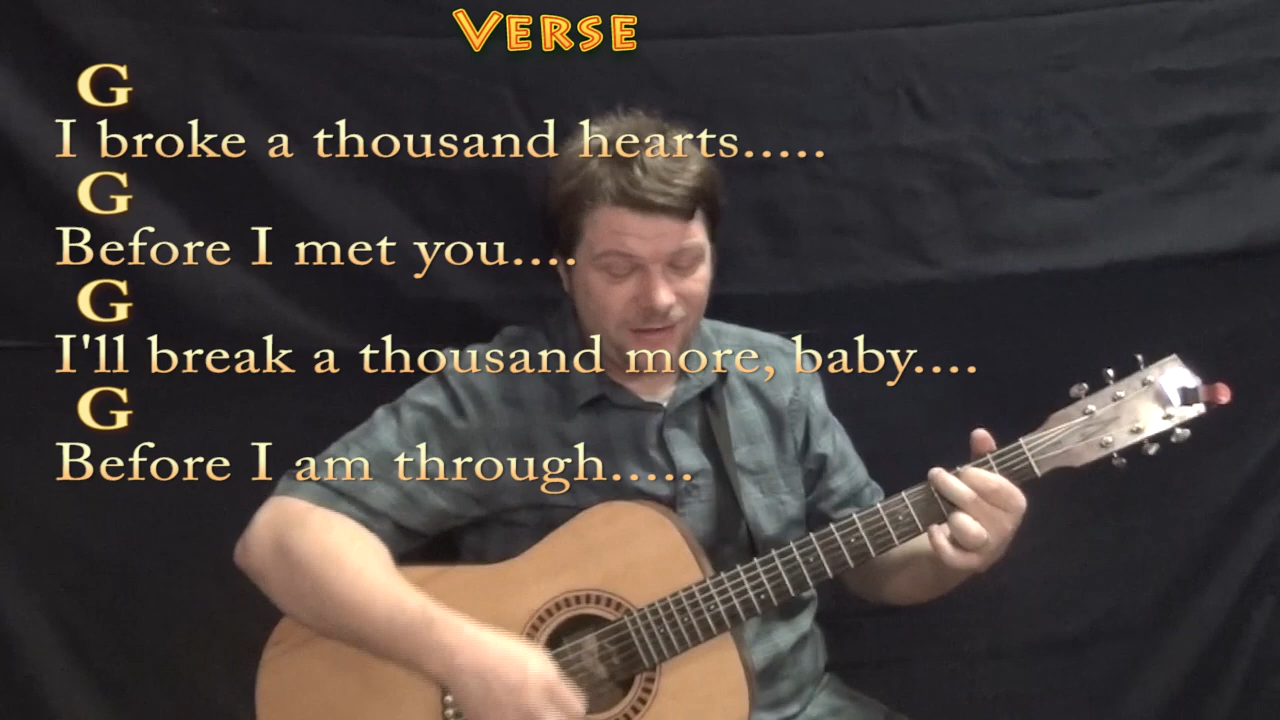 VERSE
G
I broke a thousand hearts.....
G
Before I met you....
G
I'll break a thousand more, baby....
G
Before I am through.....